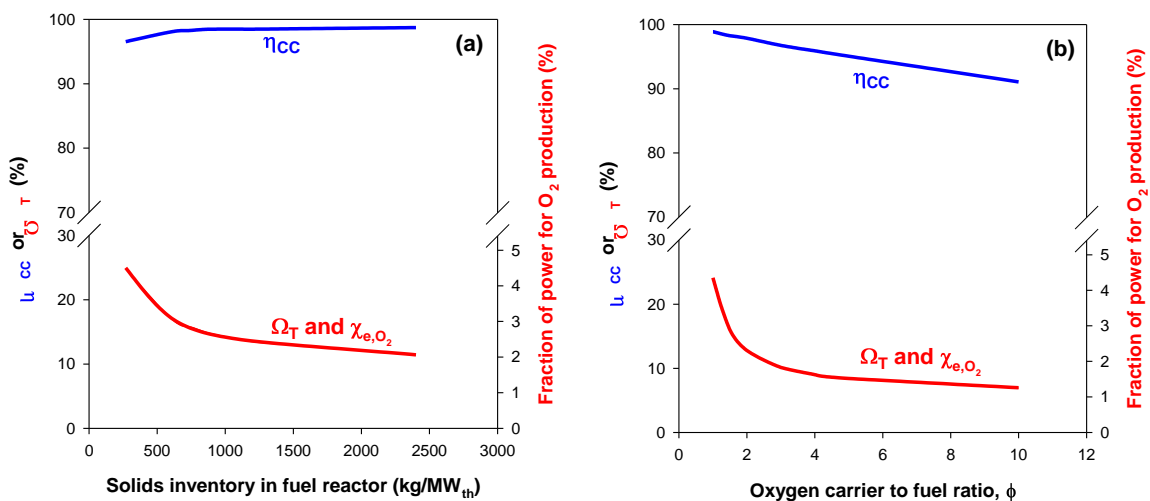 (a)
ηCC
ΩT and χe,O2
100
90
80
70
30
20
10
0
5
4
3
2
1
0
0 500 1000 1500 2000 2500 3000
Solids inventory in fuel reactor (kg/MWth)
μ CC or ℧ T (%)
Fraction of power for O2 production (%)
(b)
ηCC
ΩT and χe,O2
100
90
80
70
30
20
10
0
5
4
3
2
1
0
0 2 4 6 8 10 12
Oxygen carrier to fuel ratio, ϕ
μ CC or ℧ T (%)
Fraction of power for O2 production (%)